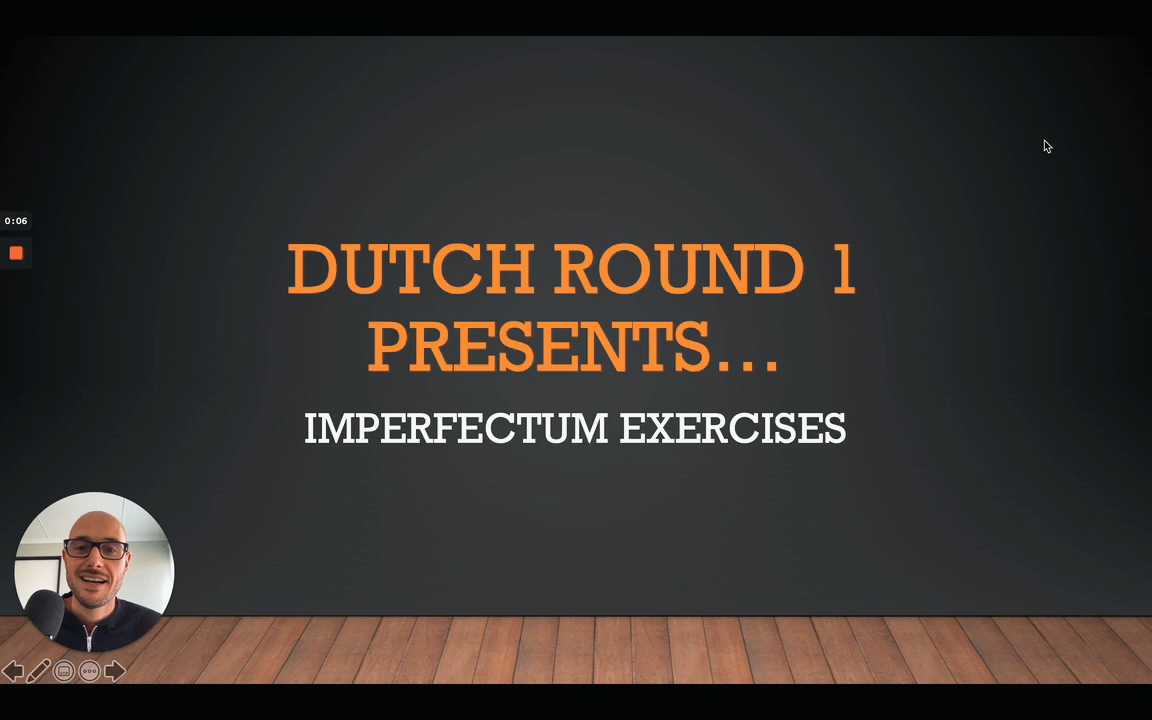 0:06
DUTCH ROUND 1
PRESENTS...
IMPERFECTUM EXERCISES